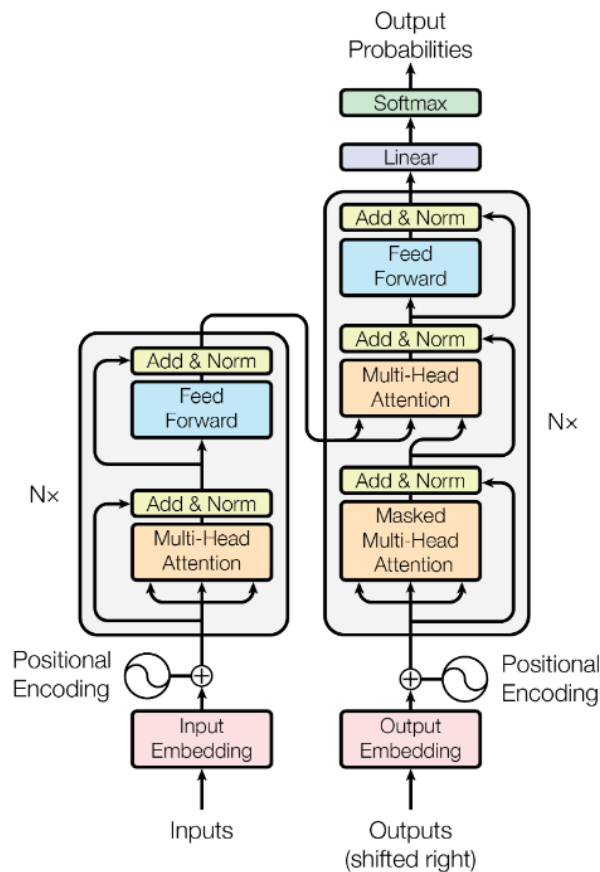 Output
Probabilities
Softmax
Linear
Add & Norm
Feed
Forward
Add & Norm
Multi-Head
Attention
Add & Norm
Masked
Multi-Head
Attention
Nx
Add & Norm
Feed
Forward
Add & Norm
Multi-Head
Attention
Nx
Positional
Encoding
Positional
Encoding
Input
Embedding
Output
Embedding
Inputs
Outputs
(shifted right)